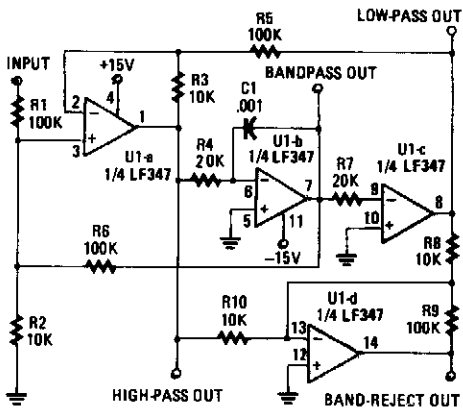 R5
100K
LOW-PASS OUT
INPUT
+15V
BANDPASS OUT
R1
100K
2
4
1
3
R3
10K
C1
.001
U1-a
1/4 LF347
R4
20K
U1-b
1/4 LF347
U1-c
1/4 LF347
6
5
7
11
R7
20K
9
10
8
R6
100K
-15V
R8
10K
R2
10K
R10
10K
U1-d
1/4 LF347
R9
100K
13
12
14
HIGH-PASS OUT
BAND-REJECT OUT